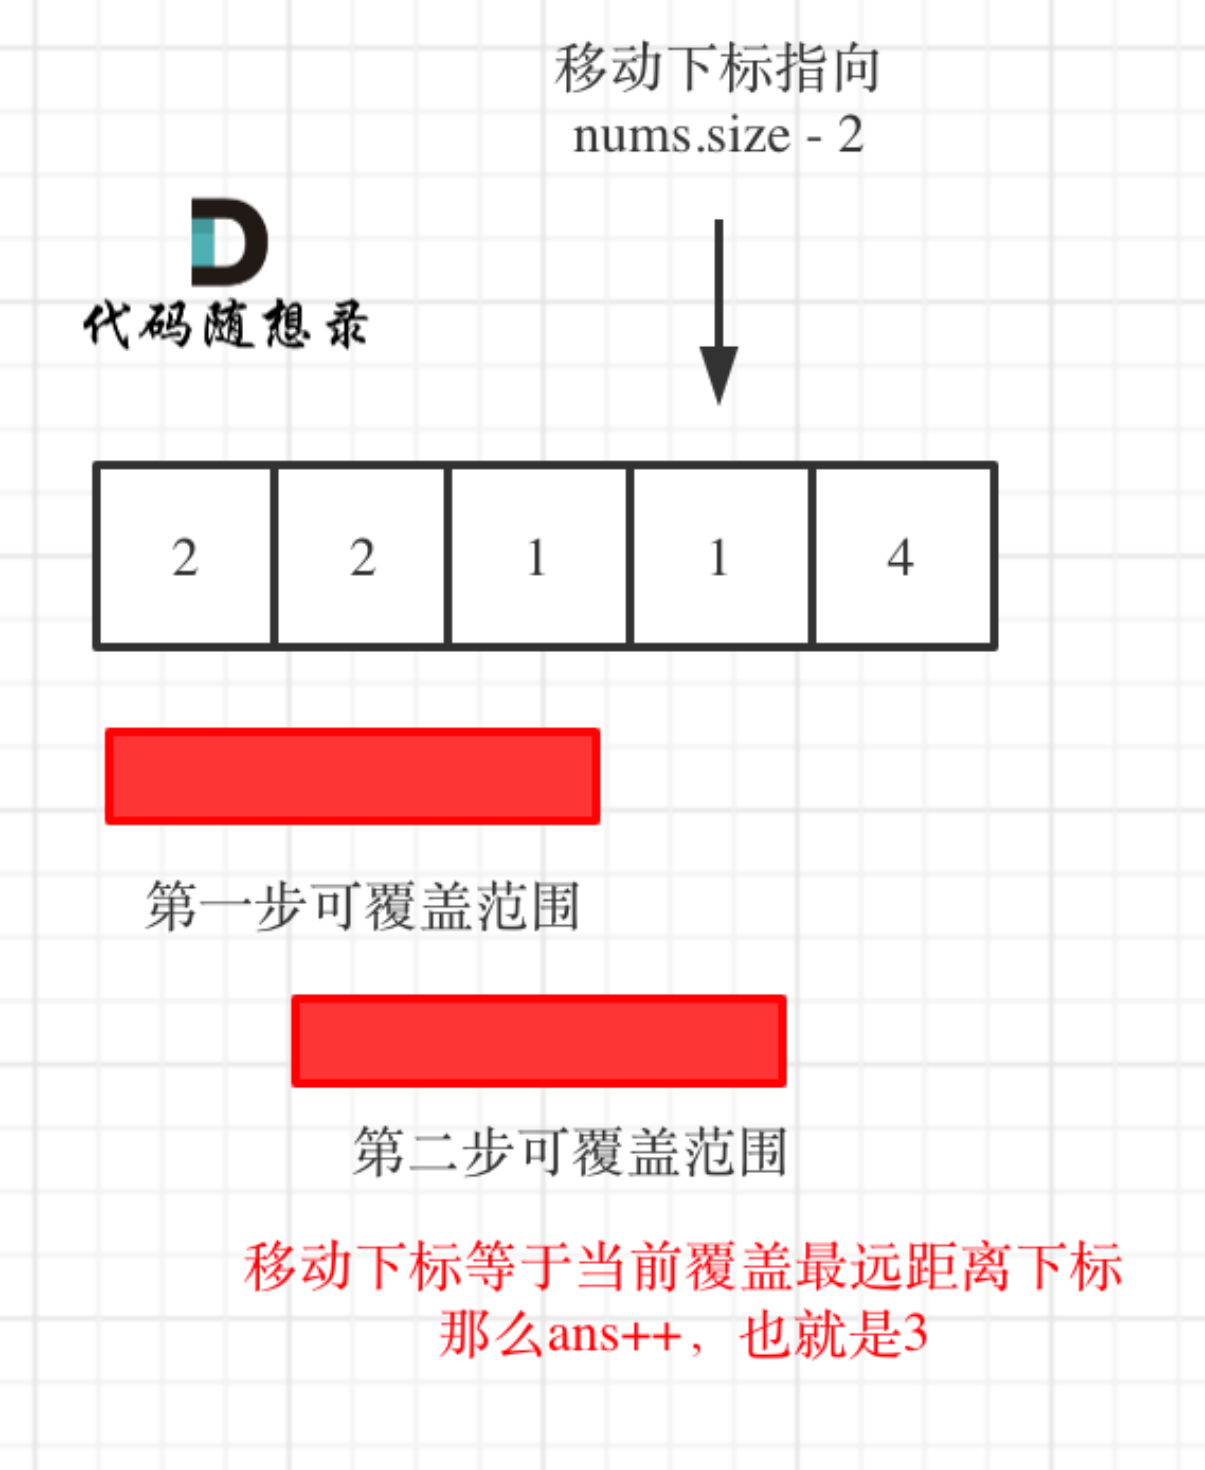 移动下标指向
nums.size - 2
代码随想录
2 2 1 1 4
第一步可覆盖范围
第二步可覆盖范围
移动下标等于当前覆盖最远距离下标
那么ans++，也就是3